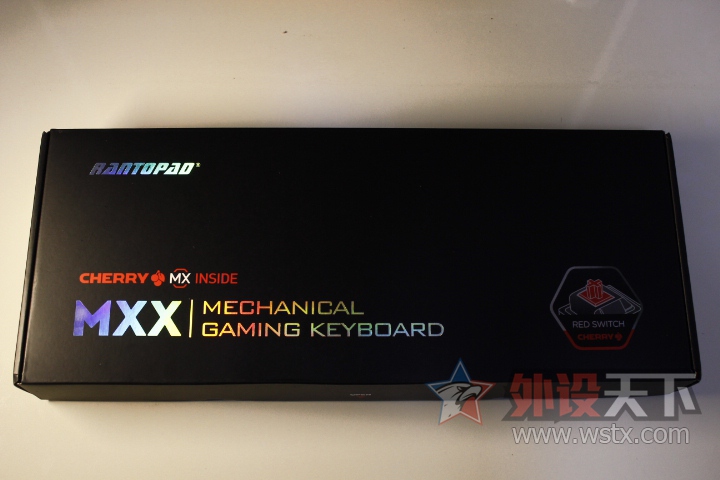 RANTOPAD
CHERRY MX INSIDE
MXX
MECHANICAL
GAMING KEYBOARD
RED SWITCH
CHERRY
外设天下
www.wstx.com